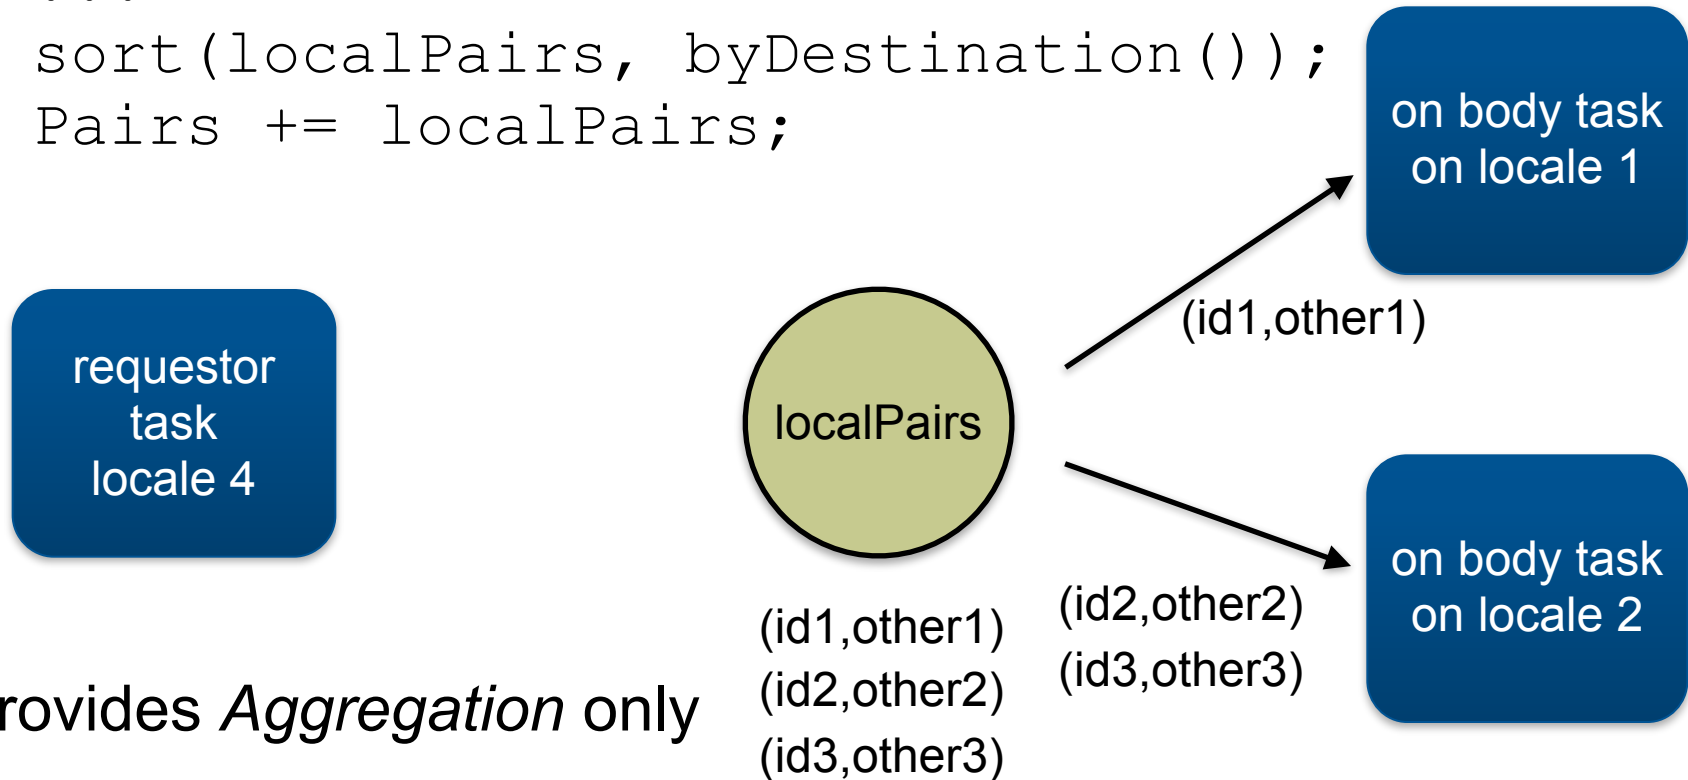 sort(localPairs, byDestination());
Pairs += localPairs;
on body task
on locale 1
(id1,other1)
requestor
task
locale 4
localPairs
on body task
on locale 2
(id2,other2)
(id3,other3)
(id1,other1)
(id2,other2)
(id3,other3)
rovides Aggregation only